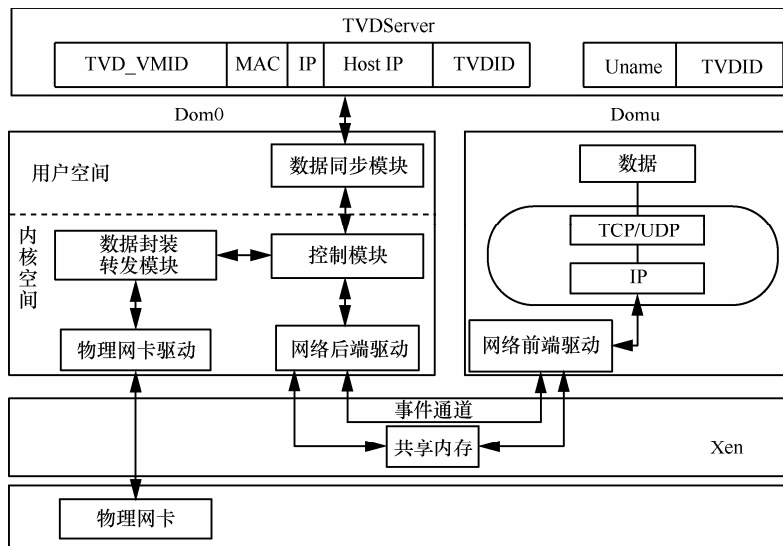 TVDServer
TVD_VMID MAC IP Host IP TVDID
Uname TVDID
Dom0
Domu
用户空间
数据同步模块
数据
内核空间
数据封装
转发模块
控制模块
TCP/UDP
IP
物理网卡驱动
网络后端驱动
网络前端驱动
事件通道
共享内存
Xen
物理网卡